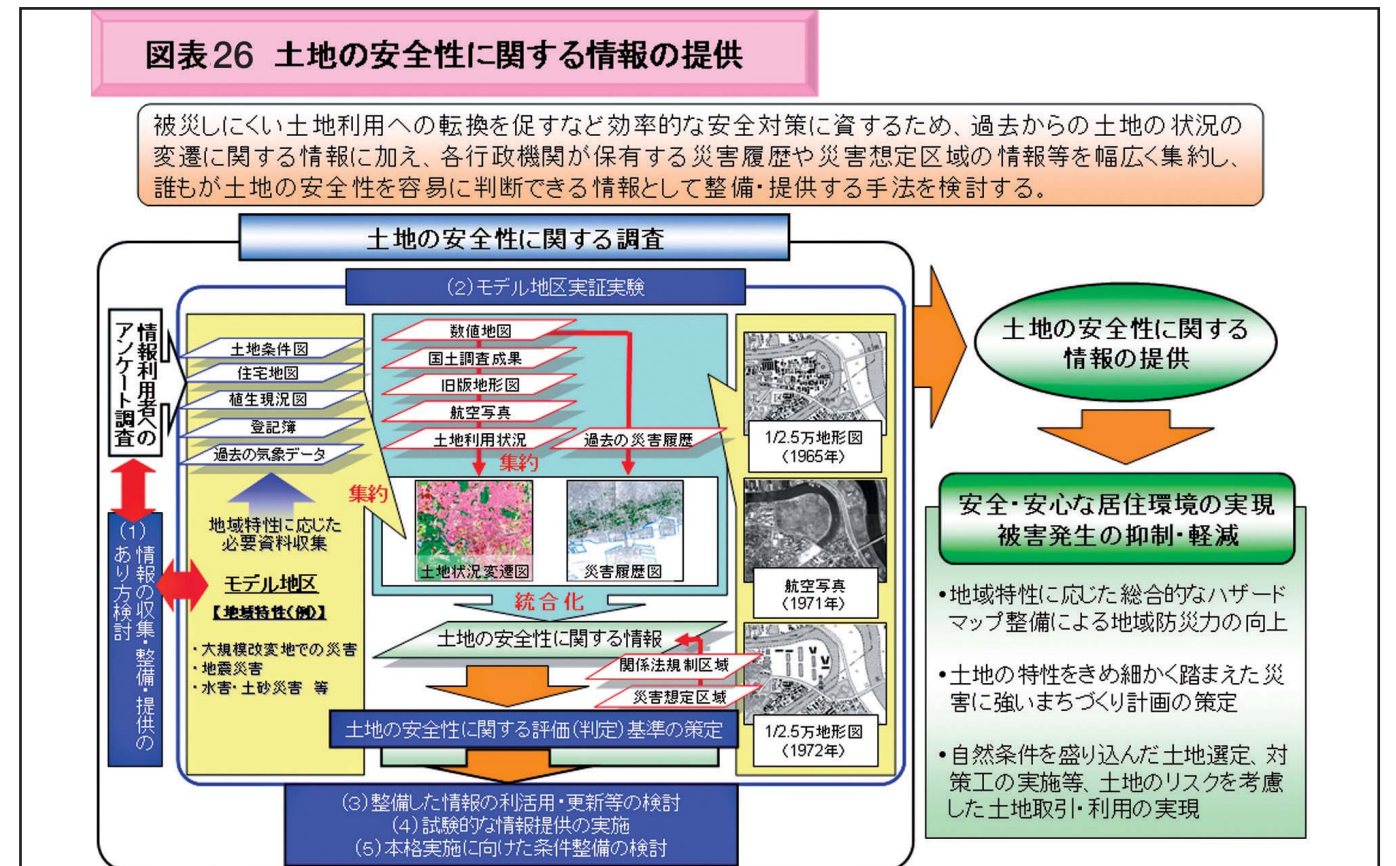 図表26 土地の安全性に関する情報の提供
被災しにくい土地利用への転換を促すなど効率的な安全対策に資するため、過去からの土地の状況の
変遷に関する情報に加え、各行政機関が保有する災害履歴や災害想定区域の情報等を幅広く集約し、
誰もが土地の安全性を容易に判断できる情報として整備・提供する手法を検討する。
土地の安全性に関する調査
(2)モデル地区実証実験
情報利用者への
アンケート調査
(1)
情報の収集・整備・提供の
あり方検討
土地条件図
住宅地図
植生現況図
登記簿
過去の気象データ
地域特性に応じた
必要資料収集
モデル地区
【地域特性(例)】
・大規模改変地での災害
・地震災害
・水害・土砂災害 等
集約
数値地図
国土調査成果
旧版地形図
航空写真
土地利用状況
過去の災害履歴
集約
土地状況変遷図
災害履歴図
統合化
土地の安全性に関する情報
関係法規制区域
災害想定区域
土地の安全性に関する評価(判定)基準の策定
1/2.5万地形図
(1965年)
航空写真
(1971年)
1/2.5万地形図
(1972年)
(3)整備した情報の利活用・更新等の検討
(4)試験的な情報提供の実施
(5)本格実施に向けた条件整備の検討
土地の安全性に関する
情報の提供
安全・安心な居住環境の実現
被害発生の抑制・軽減
•地域特性に応じた総合的なハザード
マップ整備による地域防災力の向上
•土地の特性をきめ細かく踏まえた災
害に強いまちづくり計画の策定
•自然条件を盛り込んだ土地選定、対
策工の実施等、土地のリスクを考慮
した土地取引・利用の実現